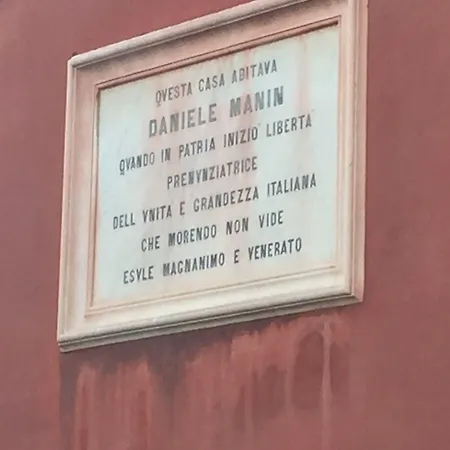 QVESTA CASA ABITAVA
DANIELE MANIN
QVANDO IN PATRIA INIZIO' LIBERTA'
PRENVNZIATRICE
DELL VNITA E GRANDEZZA ITALIANA
CHE MORENDO NON VIDE
ESVLE MAGNANIMO E VENERATO